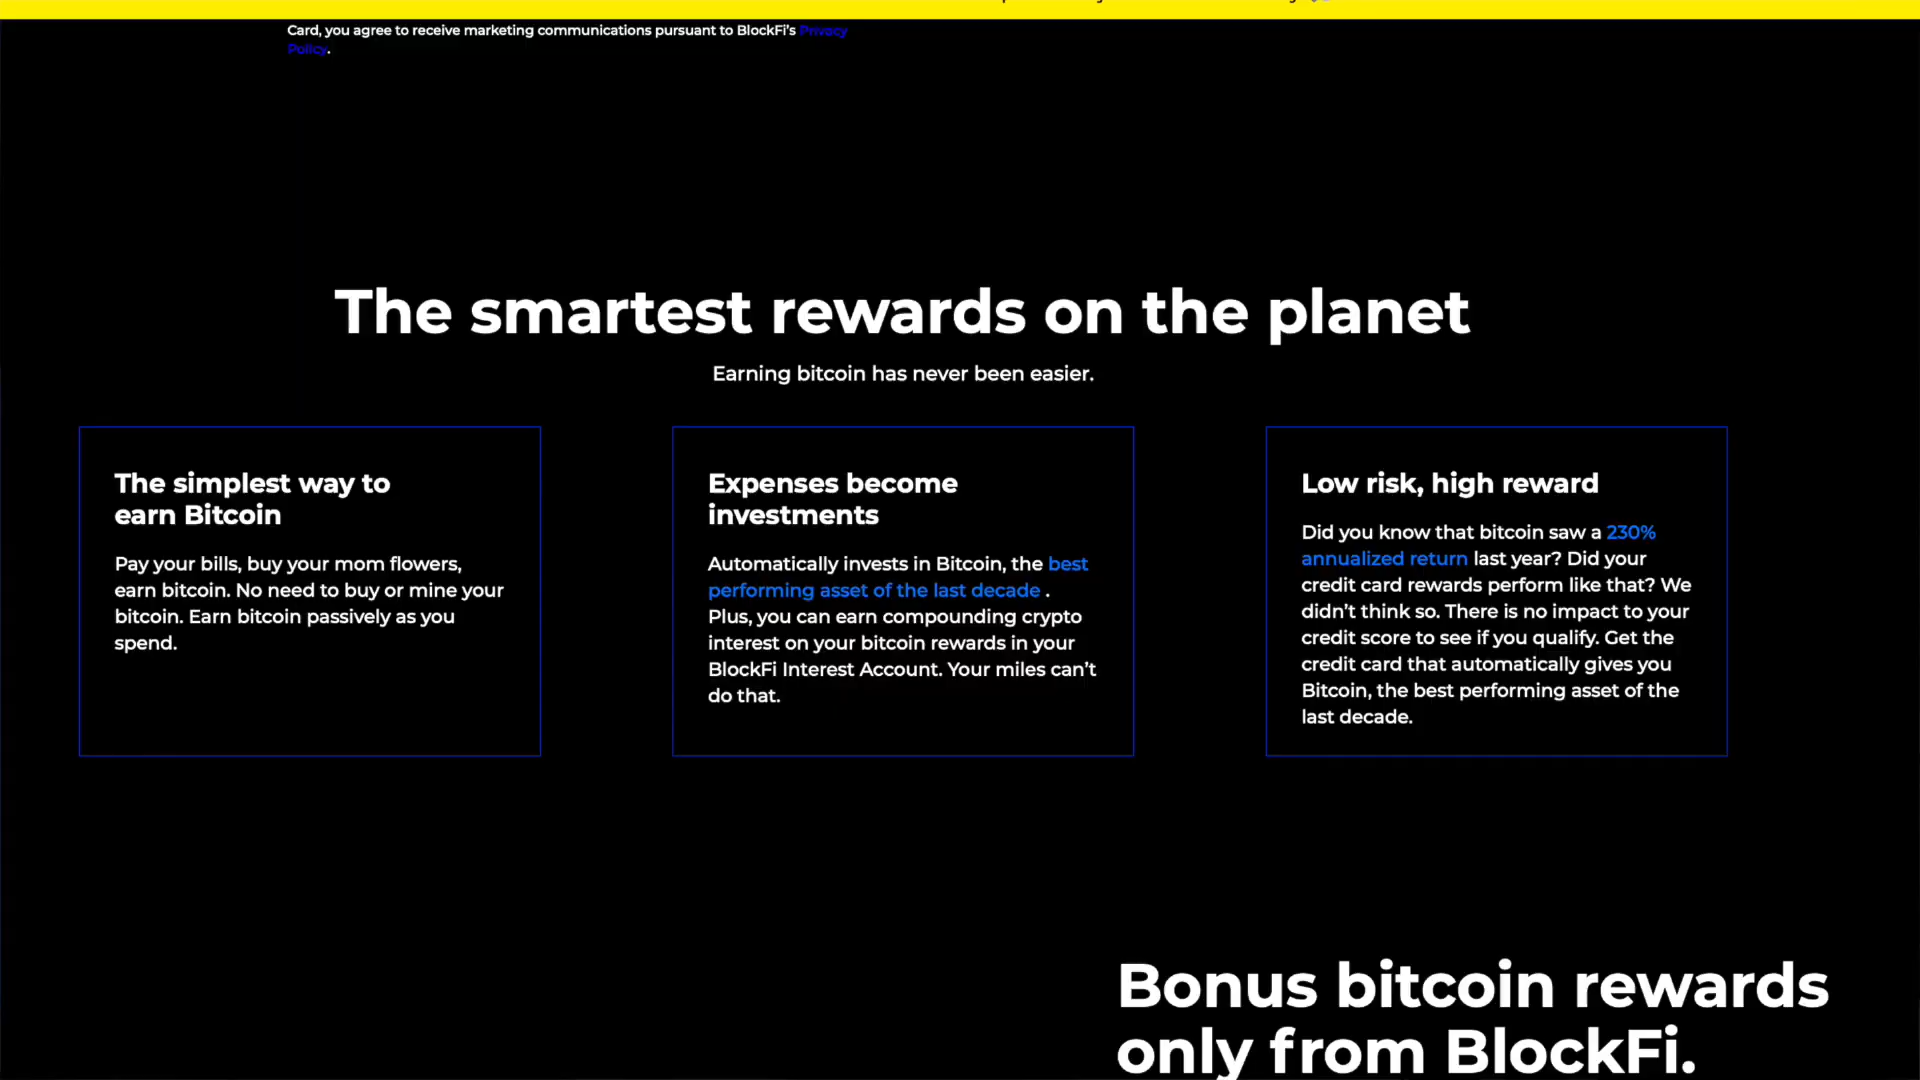 Card, you agree to receive marketing communications pursuant to BlockFi's Privacy
Policy.
The smartest rewards on the planet
Earning bitcoin has never been easier.
The simplest way to
earn Bitcoin
Pay your bills, buy your mom flowers,
earn bitcoin. No need to buy or mine your
bitcoin. Earn bitcoin passively as you
spend.
Expenses become
investments
Automatically invests in Bitcoin, the best
performing asset of the last decade .
Plus, you can earn compounding crypto
interest on your bitcoin rewards in your
BlockFi Interest Account. Your miles can't
do that.
Low risk, high reward
Did you know that bitcoin saw a 230%
annualized return last year? Did your
credit card rewards perform like that? We
didn't think so. There is no impact to your
credit score to see if you qualify. Get the
credit card that automatically gives you
Bitcoin, the best performing asset of the
last decade.
Bonus bitcoin rewards
only from BlockFi.